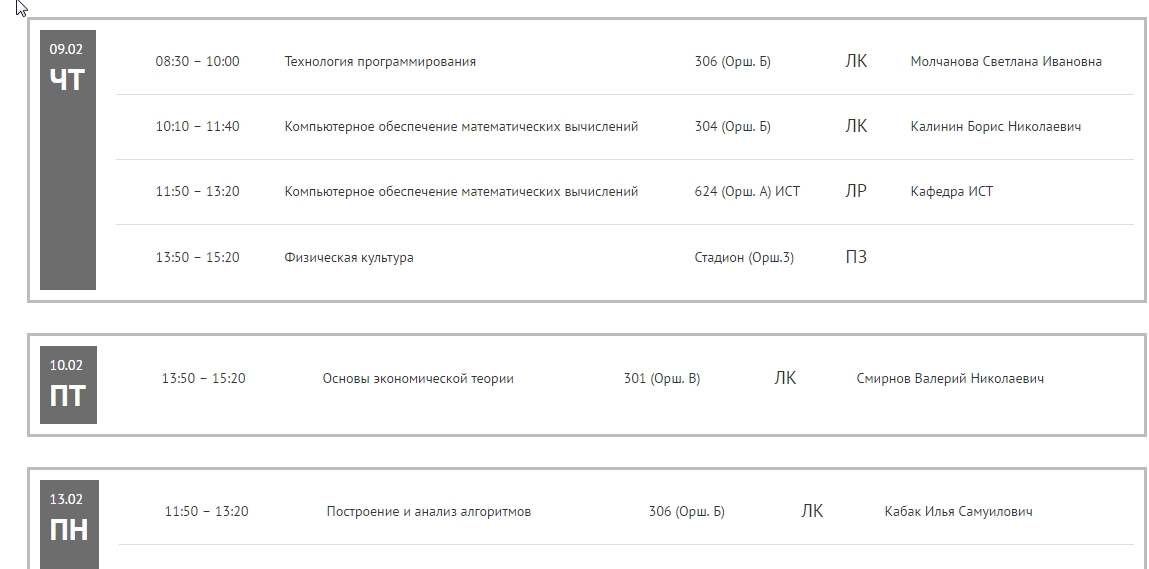 09.02
ЧТ
08:30 – 10:00 Технология программирования 306 (Орш. Б) ЛК Молчанова Светлана Ивановна
10:10 – 11:40 Компьютерное обеспечение математических вычислений 304 (Орш. Б) ЛК Калинин Борис Николаевич
11:50 – 13:20 Компьютерное обеспечение математических вычислений 624 (Орш. А) ИСТ ЛР Кафедра ИСТ
13:50 – 15:20 Физическая культура Стадион (Орш.3) ПЗ
10.02
ПТ
13:50 – 15:20 Основы экономической теории 301 (Орш. В) ЛК Смирнов Валерий Николаевич
13.02
ПН
11:50 – 13:20 Построение и анализ алгоритмов 306 (Орш. Б) ЛК Кабак Илья Самуилович